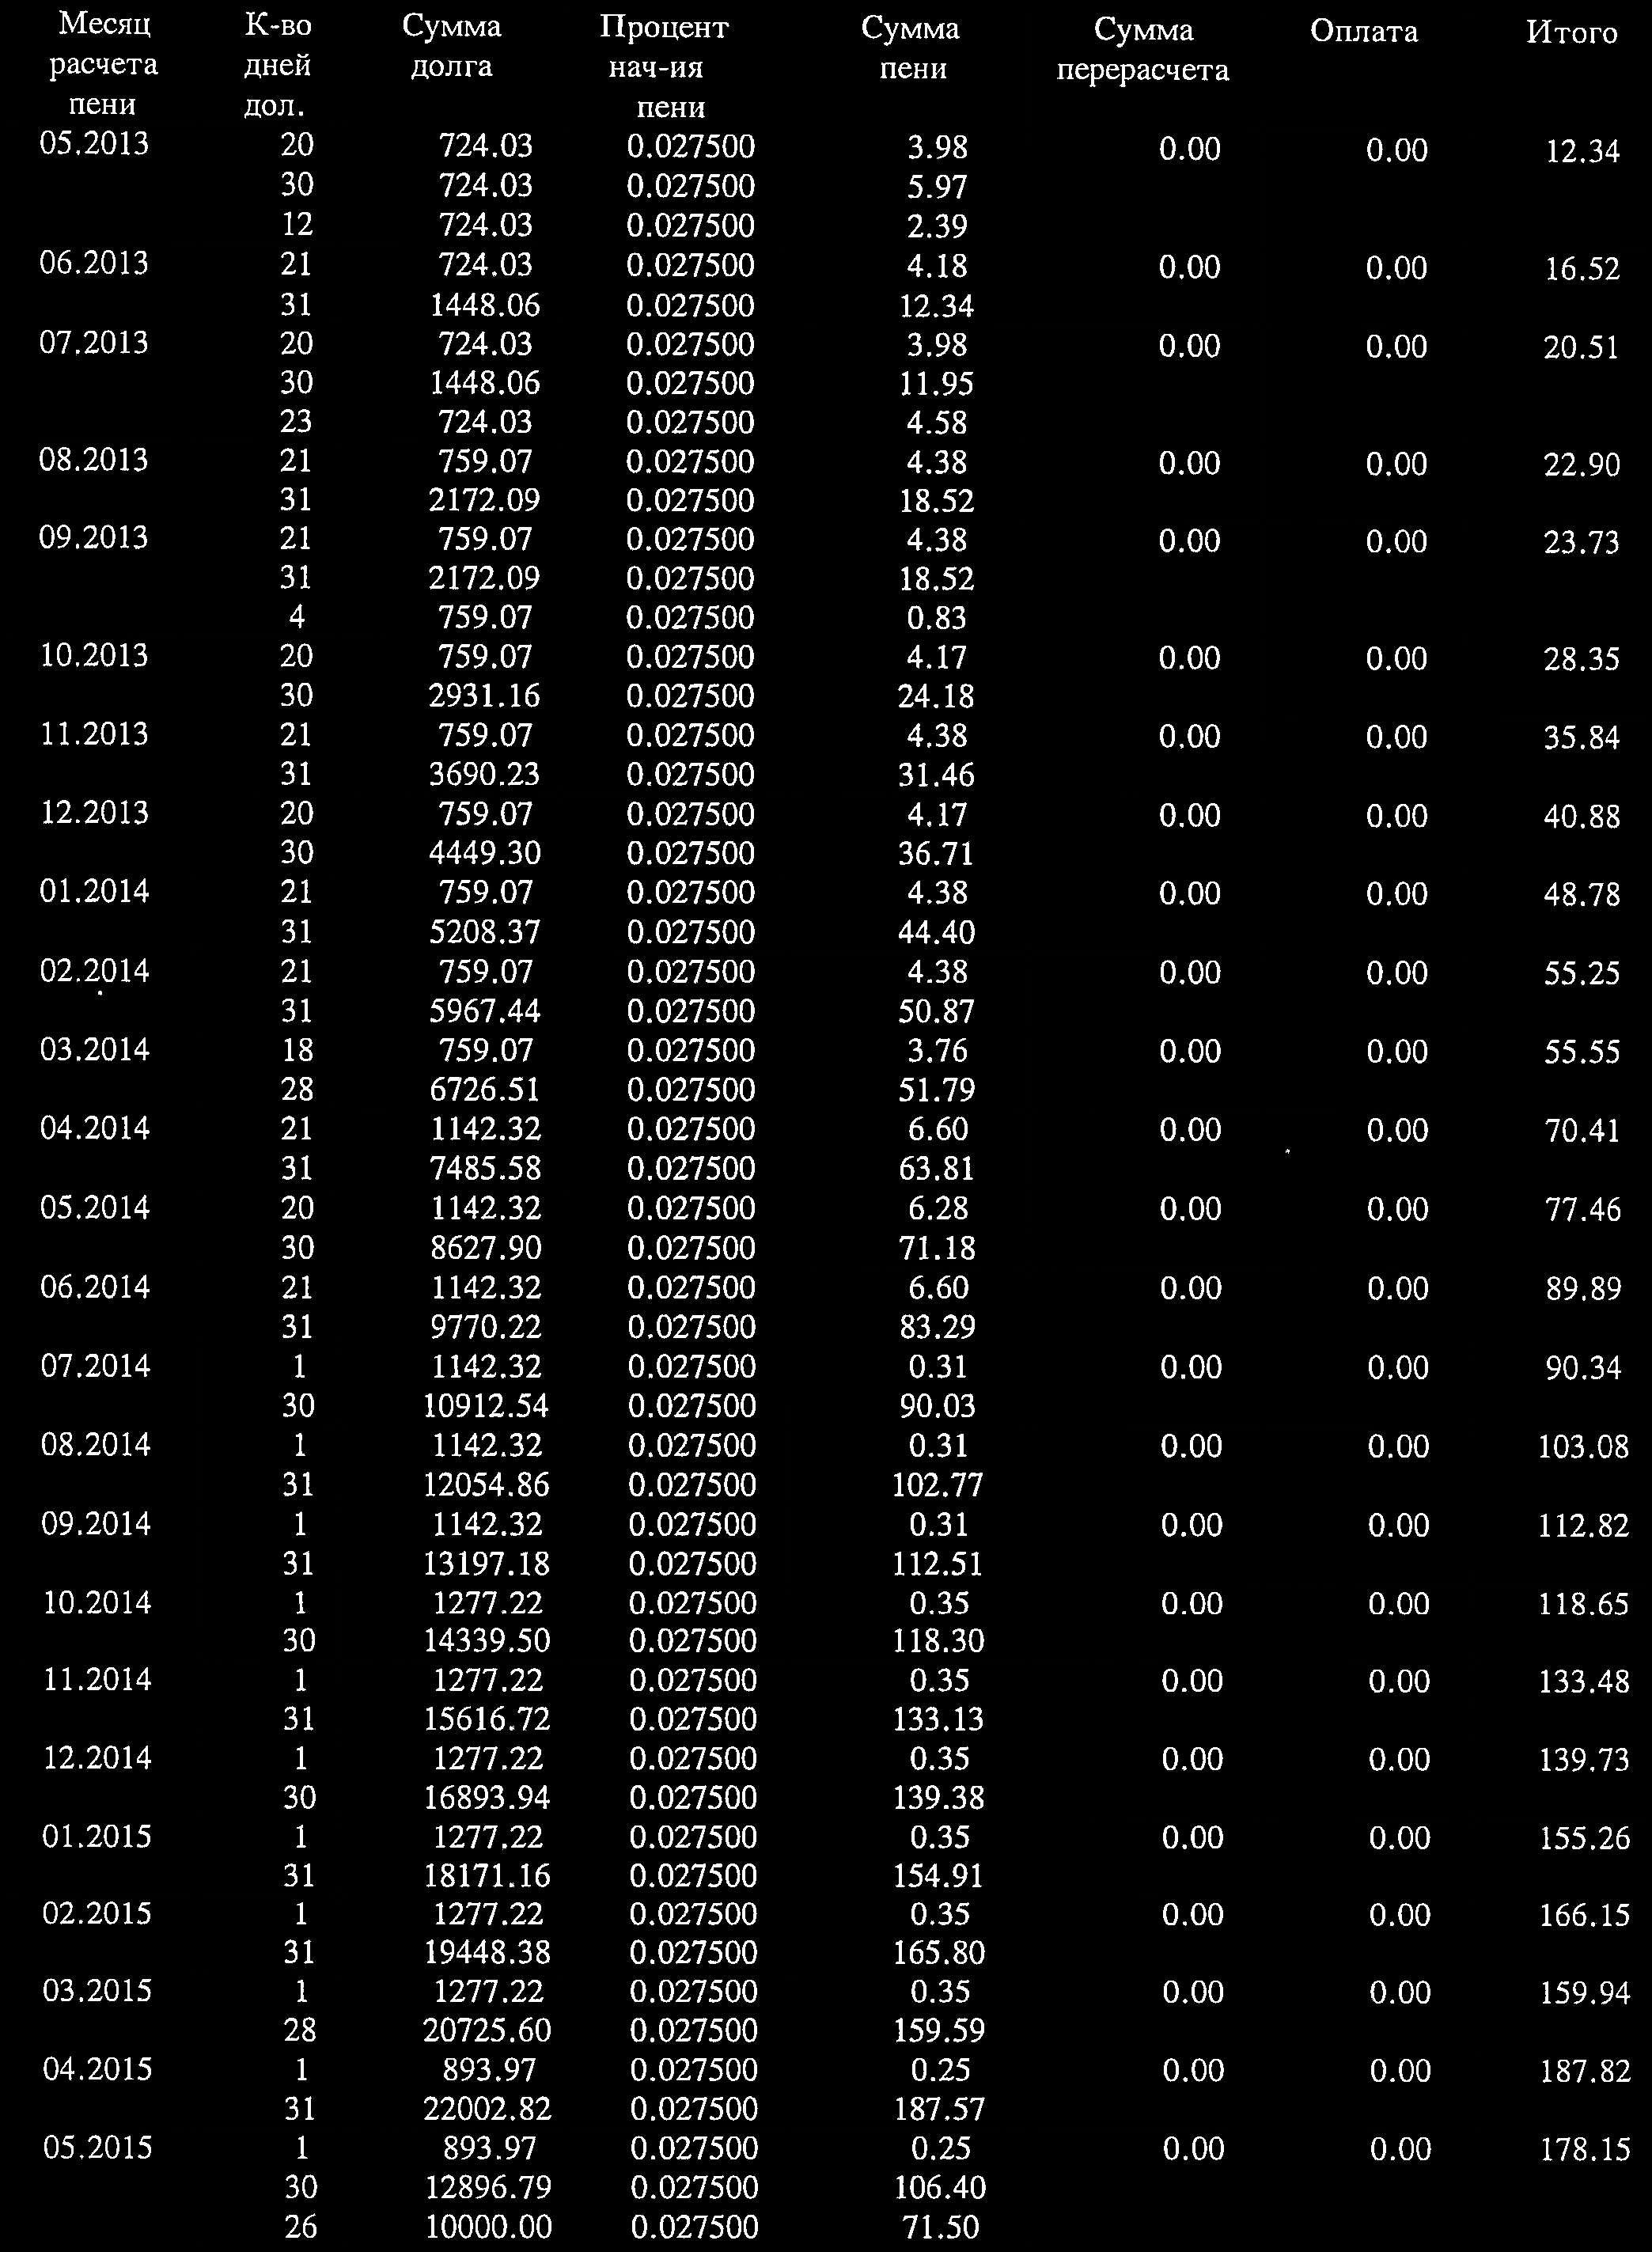 Месяц К-во Сумма Процент Сумма Сумма Оплата Итого
расчета дней долга нач-ия пени перерасчета
пени дол. пени
05.2013 20 724.03 0.027500 3.98 0.00 0.00 12.34
30 724.03 0.027500 5.97
12 724.03 0.027500 2.39
06.2013 21 724.03 0.027500 4.18 0.00 0.00 16.52
31 1448.06 0.027500 12.34
07.2013 20 724.03 0.027500 3.98 0.00 0.00 20.51
30 1448.06 0.027500 11.95
23 724.03 0.027500 4.58
08.2013 21 759.07 0.027500 4.38 0.00 0.00 22.90
31 2172.09 0.027500 18.52
09.2013 21 759.07 0.027500 4.38 0.00 0.00 23.73
31 2172.09 0.027500 18.52
4 759.07 0.027500 0.83
10.2013 20 759.07 0.027500 4.17 0.00 0.00 28.35
30 2931.16 0.027500 24.18
11.2013 21 759.07 0.027500 4.38 0.00 0.00 35.84
31 3690.23 0.027500 31.46
12.2013 20 759.07 0.027500 4.17 0.00 0.00 40.88
30 4449.30 0.027500 36.71
01.2014 21 759.07 0.027500 4.38 0.00 0.00 48.78
31 5208.37 0.027500 44.40
02.2014 21 759.07 0.027500 4.38 0.00 0.00 55.25
31 5967.44 0.027500 50.87
03.2014 18 759.07 0.027500 3.76 0.00 0.00 55.55
28 6726.51 0.027500 51.79
04.2014 21 1142.32 0.027500 6.60 0.00 0.00 70.41
31 7485.58 0.027500 63.81
05.2014 20 1142.32 0.027500 6.28 0.00 0.00 77.46
30 8627.90 0.027500 71.18
06.2014 21 1142.32 0.027500 6.60 0.00 0.00 89.89
31 9770.22 0.027500 83.29
07.2014 1 1142.32 0.027500 0.31 0.00 0.00 90.34
30 10912.54 0.027500 90.03
08.2014 1 1142.32 0.027500 0.31 0.00 0.00 103.08
31 12054.86 0.027500 102.77
09.2014 1 1142.32 0.027500 0.31 0.00 0.00 112.82
31 13197.18 0.027500 112.51
10.2014 1 1277.22 0.027500 0.35 0.00 0.00 118.65
30 14339.50 0.027500 118.30
11.2014 1 1277.22 0.027500 0.35 0.00 0.00 133.48
31 15616.72 0.027500 133.13
12.2014 1 1277.22 0.027500 0.35 0.00 0.00 139.73
30 16893.94 0.027500 139.38
01.2015 1 1277.22 0.027500 0.35 0.00 0.00 155.26
31 18171.16 0.027500 154.91
02.2015 1 1277.22 0.027500 0.35 0.00 0.00 166.15
31 19448.38 0.027500 165.80
03.2015 1 1277.22 0.027500 0.35 0.00 0.00 159.94
28 20725.60 0.027500 159.59
04.2015 1 893.97 0.027500 0.25 0.00 0.00 187.82
31 22002.82 0.027500 187.57
05.2015 1 893.97 0.027500 0.25 0.00 0.00 178.15
30 12896.79 0.027500 106.40
26 10000.00 0.027500 71.50